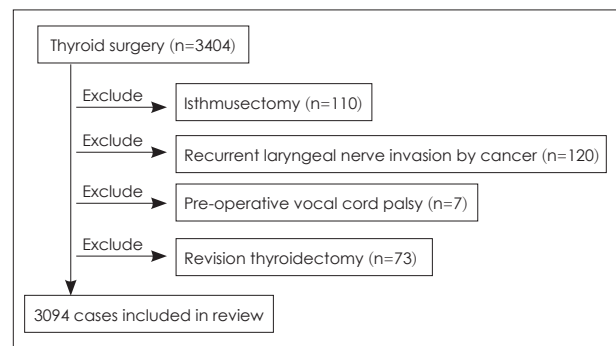 Thyroid surgery (n=3404)
Exclude
Isthmusectomy (n=110)
Exclude
Recurrent laryngeal nerve invasion by cancer (n=120)
Exclude
Pre-operative vocal cord palsy (n=7)
Exclude
Revision thyroidectomy (n=73)
3094 cases included in review